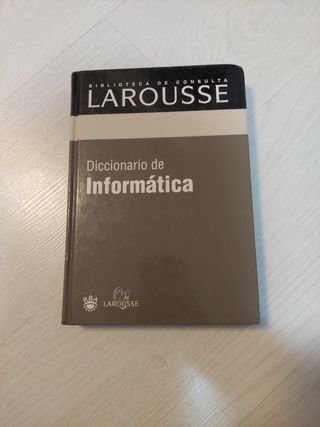 BIBLIOTECA DE CONSULTA
LAROUSSE
Diccionario de
Informática
RBA
LAROUSSE